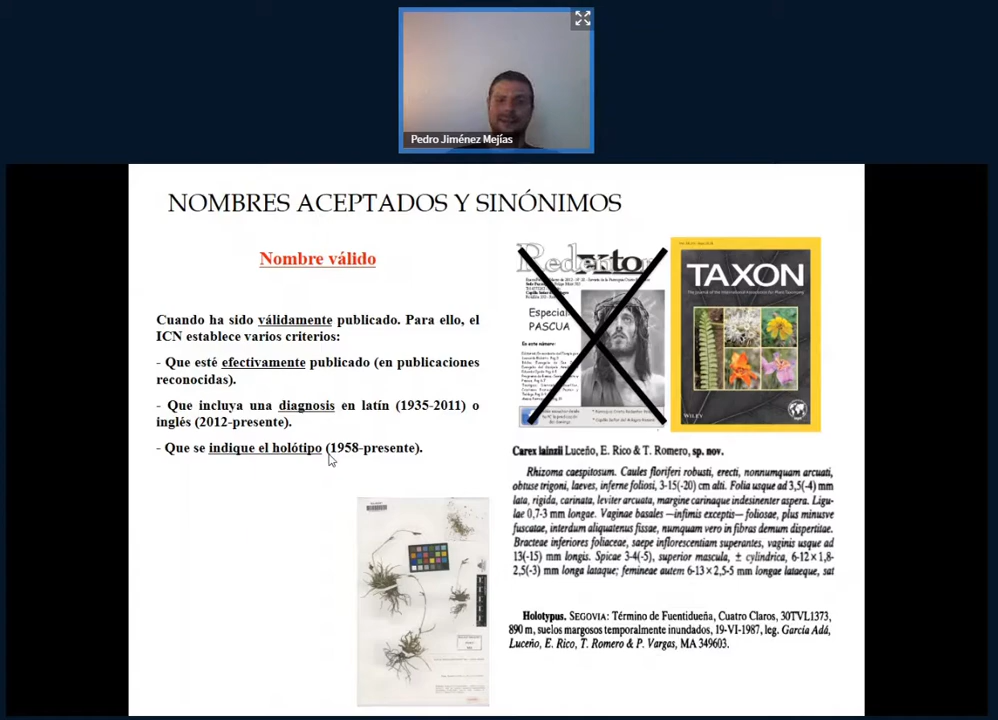 Pedro Jiménez Mejías
NOMBRES ACEPTADOS Y SINÓNIMOS
Nombre válido
Cuando ha sido válidamente publicado. Para ello, el
ICN establece varios criterios:
- Que esté efectivamente publicado (en publicaciones
reconocidas).
- Que incluya una diagnosis en latín (1935-2011) o
inglés (2012-presente).
- Que se indique el holótipo (1958-presente).
Especial
PASCUA
En este número:
TAXON
WILEY
Carex lainzii Luceño, E. Rico & T. Romero, sp. nov.
Rhizoma caespitosum. Caules floriferi robusti, erecti, nonnumquam arcuati,
obtuse trigoni, laeves, inferne foliosi, 3-15(-20) cm alti. Folia usque ad 3,5(-4) mm
lata, rigida, carinata, leviter arcuata, margine carinaque indesinenter aspera. Ligu-
lae 0,7-3 mm longae. Vaginae basales —infimis exceptis— foliosae, plus minusve
fuscatae, interdum aliquatenus fissae, numquam vero in fibras demum dispertitae.
Bracteae inferiores foliaceae, saepe inflorescentiam superantes, vaginis usque ad
13(-15) mm longis. Spicae 3-4(-5), superior mascula, ± cylindrica, 6-12 × 1,8-
2,5(-3) mm longa lataque; femineae autem 6-13 × 2,5-5 mm longae lataeque, sat
Holotypus. SEGOVIA: Término de Fuentidueña, Cuatro Claros, 30TVL1373,
890 m, suelos margosos temporalmente inundados, 19-VI-1987, leg. García Adá,
Luceño, E. Rico, T. Romero & P. Vargas, MA 349603.